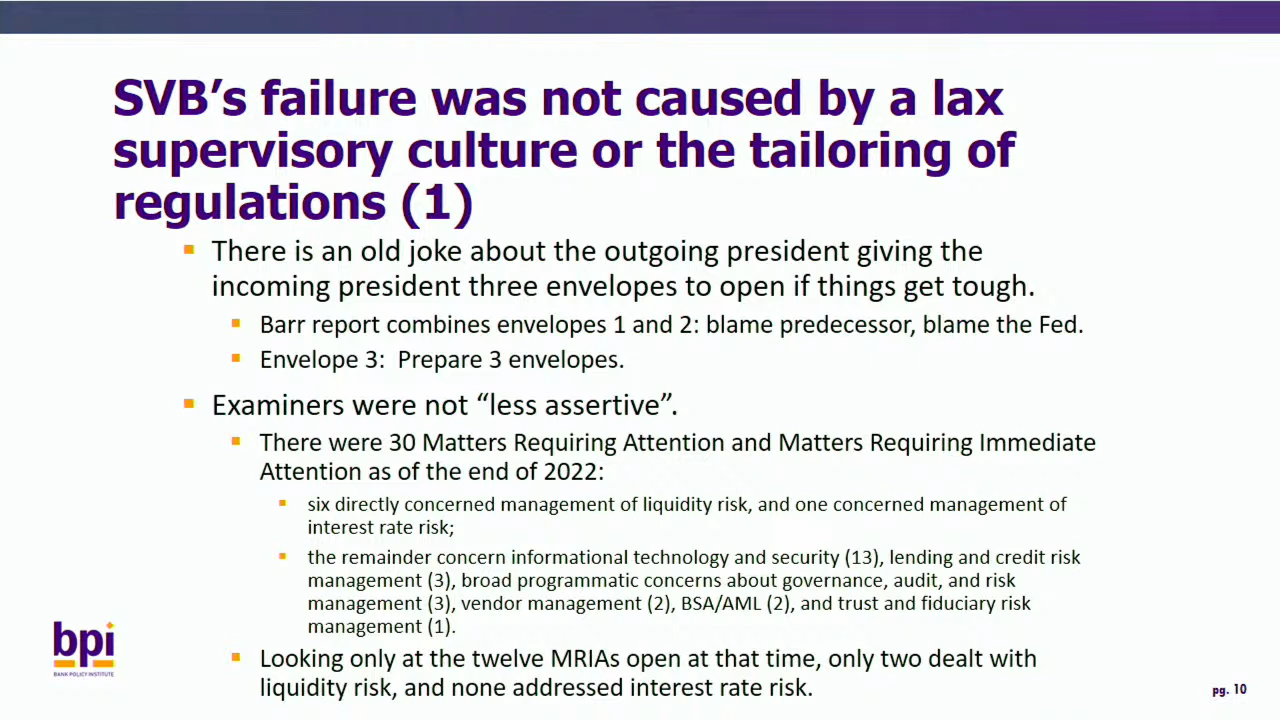 SVB’s failure was not caused by a lax
supervisory culture or the tailoring of
regulations (1)
There is an old joke about the outgoing president giving the
incoming president three envelopes to open if things get tough.
Barr report combines envelopes 1 and 2: blame predecessor, blame the Fed.
Envelope 3:  Prepare 3 envelopes.
Examiners were not “less assertive”.
There were 30 Matters Requiring Attention and Matters Requiring Immediate
Attention as of the end of 2022:
six directly concerned management of liquidity risk, and one concerned management of
interest rate risk;
the remainder concern informational technology and security (13), lending and credit risk
management (3), broad programmatic concerns about governance, audit, and risk
management (3), vendor management (2), BSA/AML (2), and trust and fiduciary risk
management (1).
Looking only at the twelve MRIAs open at that time, only two dealt with
liquidity risk, and none addressed interest rate risk.
bpi
BANK POLICY INSTITUTE
pg. 10